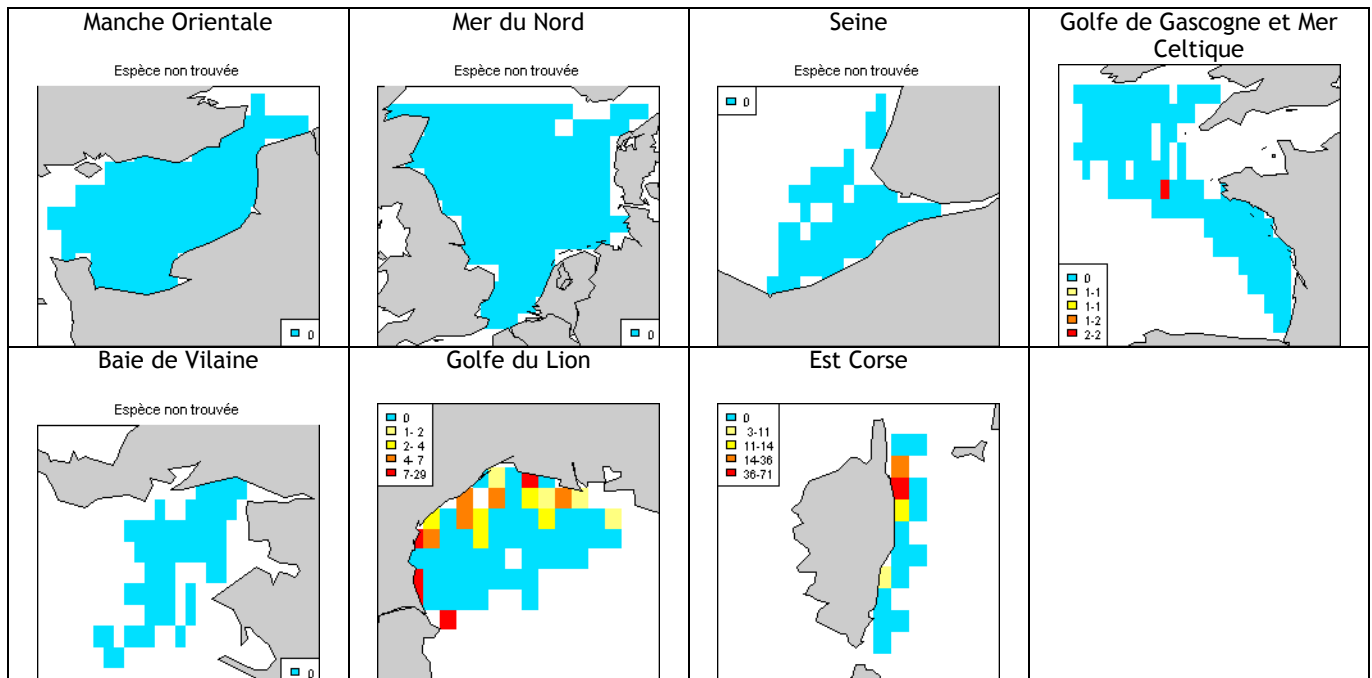 Manche Orientale
Espèce non trouvée
0
Mer du Nord
Espèce non trouvée
0
Seine
Espèce non trouvée
0
Golfe de Gascogne et Mer
Celtique
0
1-1
1-1
1-2
2-2
Baie de Vilaine
Espèce non trouvée
0
Golfe du Lion
0
1- 2
2- 4
4- 7
7-29
Est Corse
0
3-11
11-14
14-36
36-71